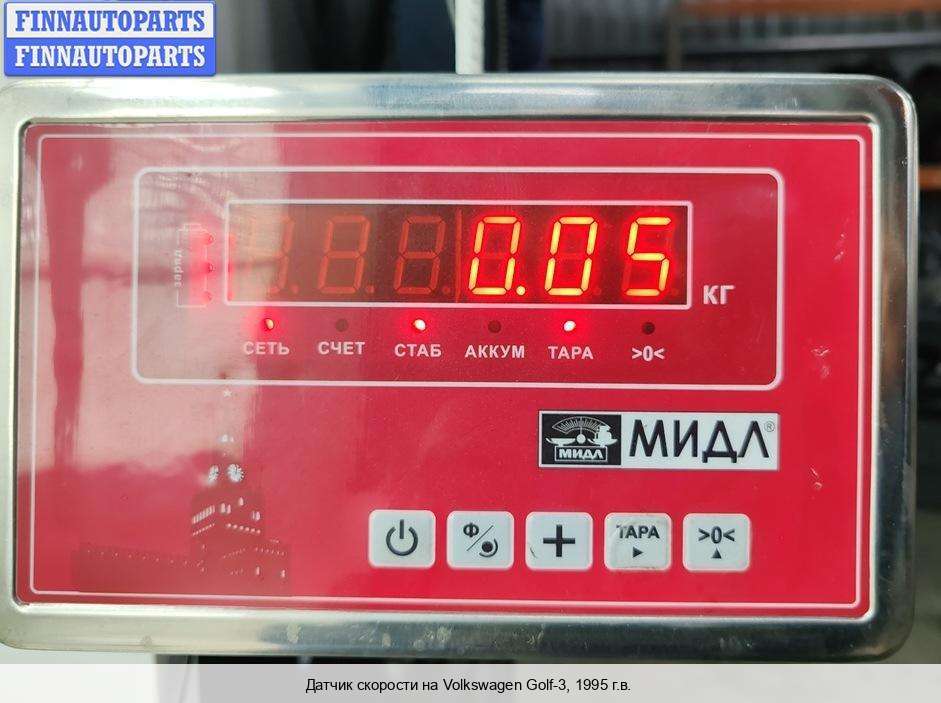 FINNAUTOPARTS
FINNAUTOPARTS
заряд
0.05
КГ
СЕТЬ СЧЕТ СТАБ АККУМ ТАРА >0<
МИДЛ
МИДЛ®
Ф
ТАРА
>0<
Датчик скорости на Volkswagen Golf-3, 1995 г.в.